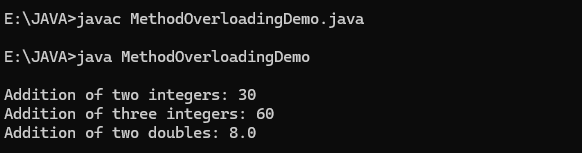 E:\JAVA>javac MethodOverloadingDemo.java
E:\JAVA>java MethodOverloadingDemo
Addition of two integers: 30
Addition of three integers: 60
Addition of two doubles: 8.0